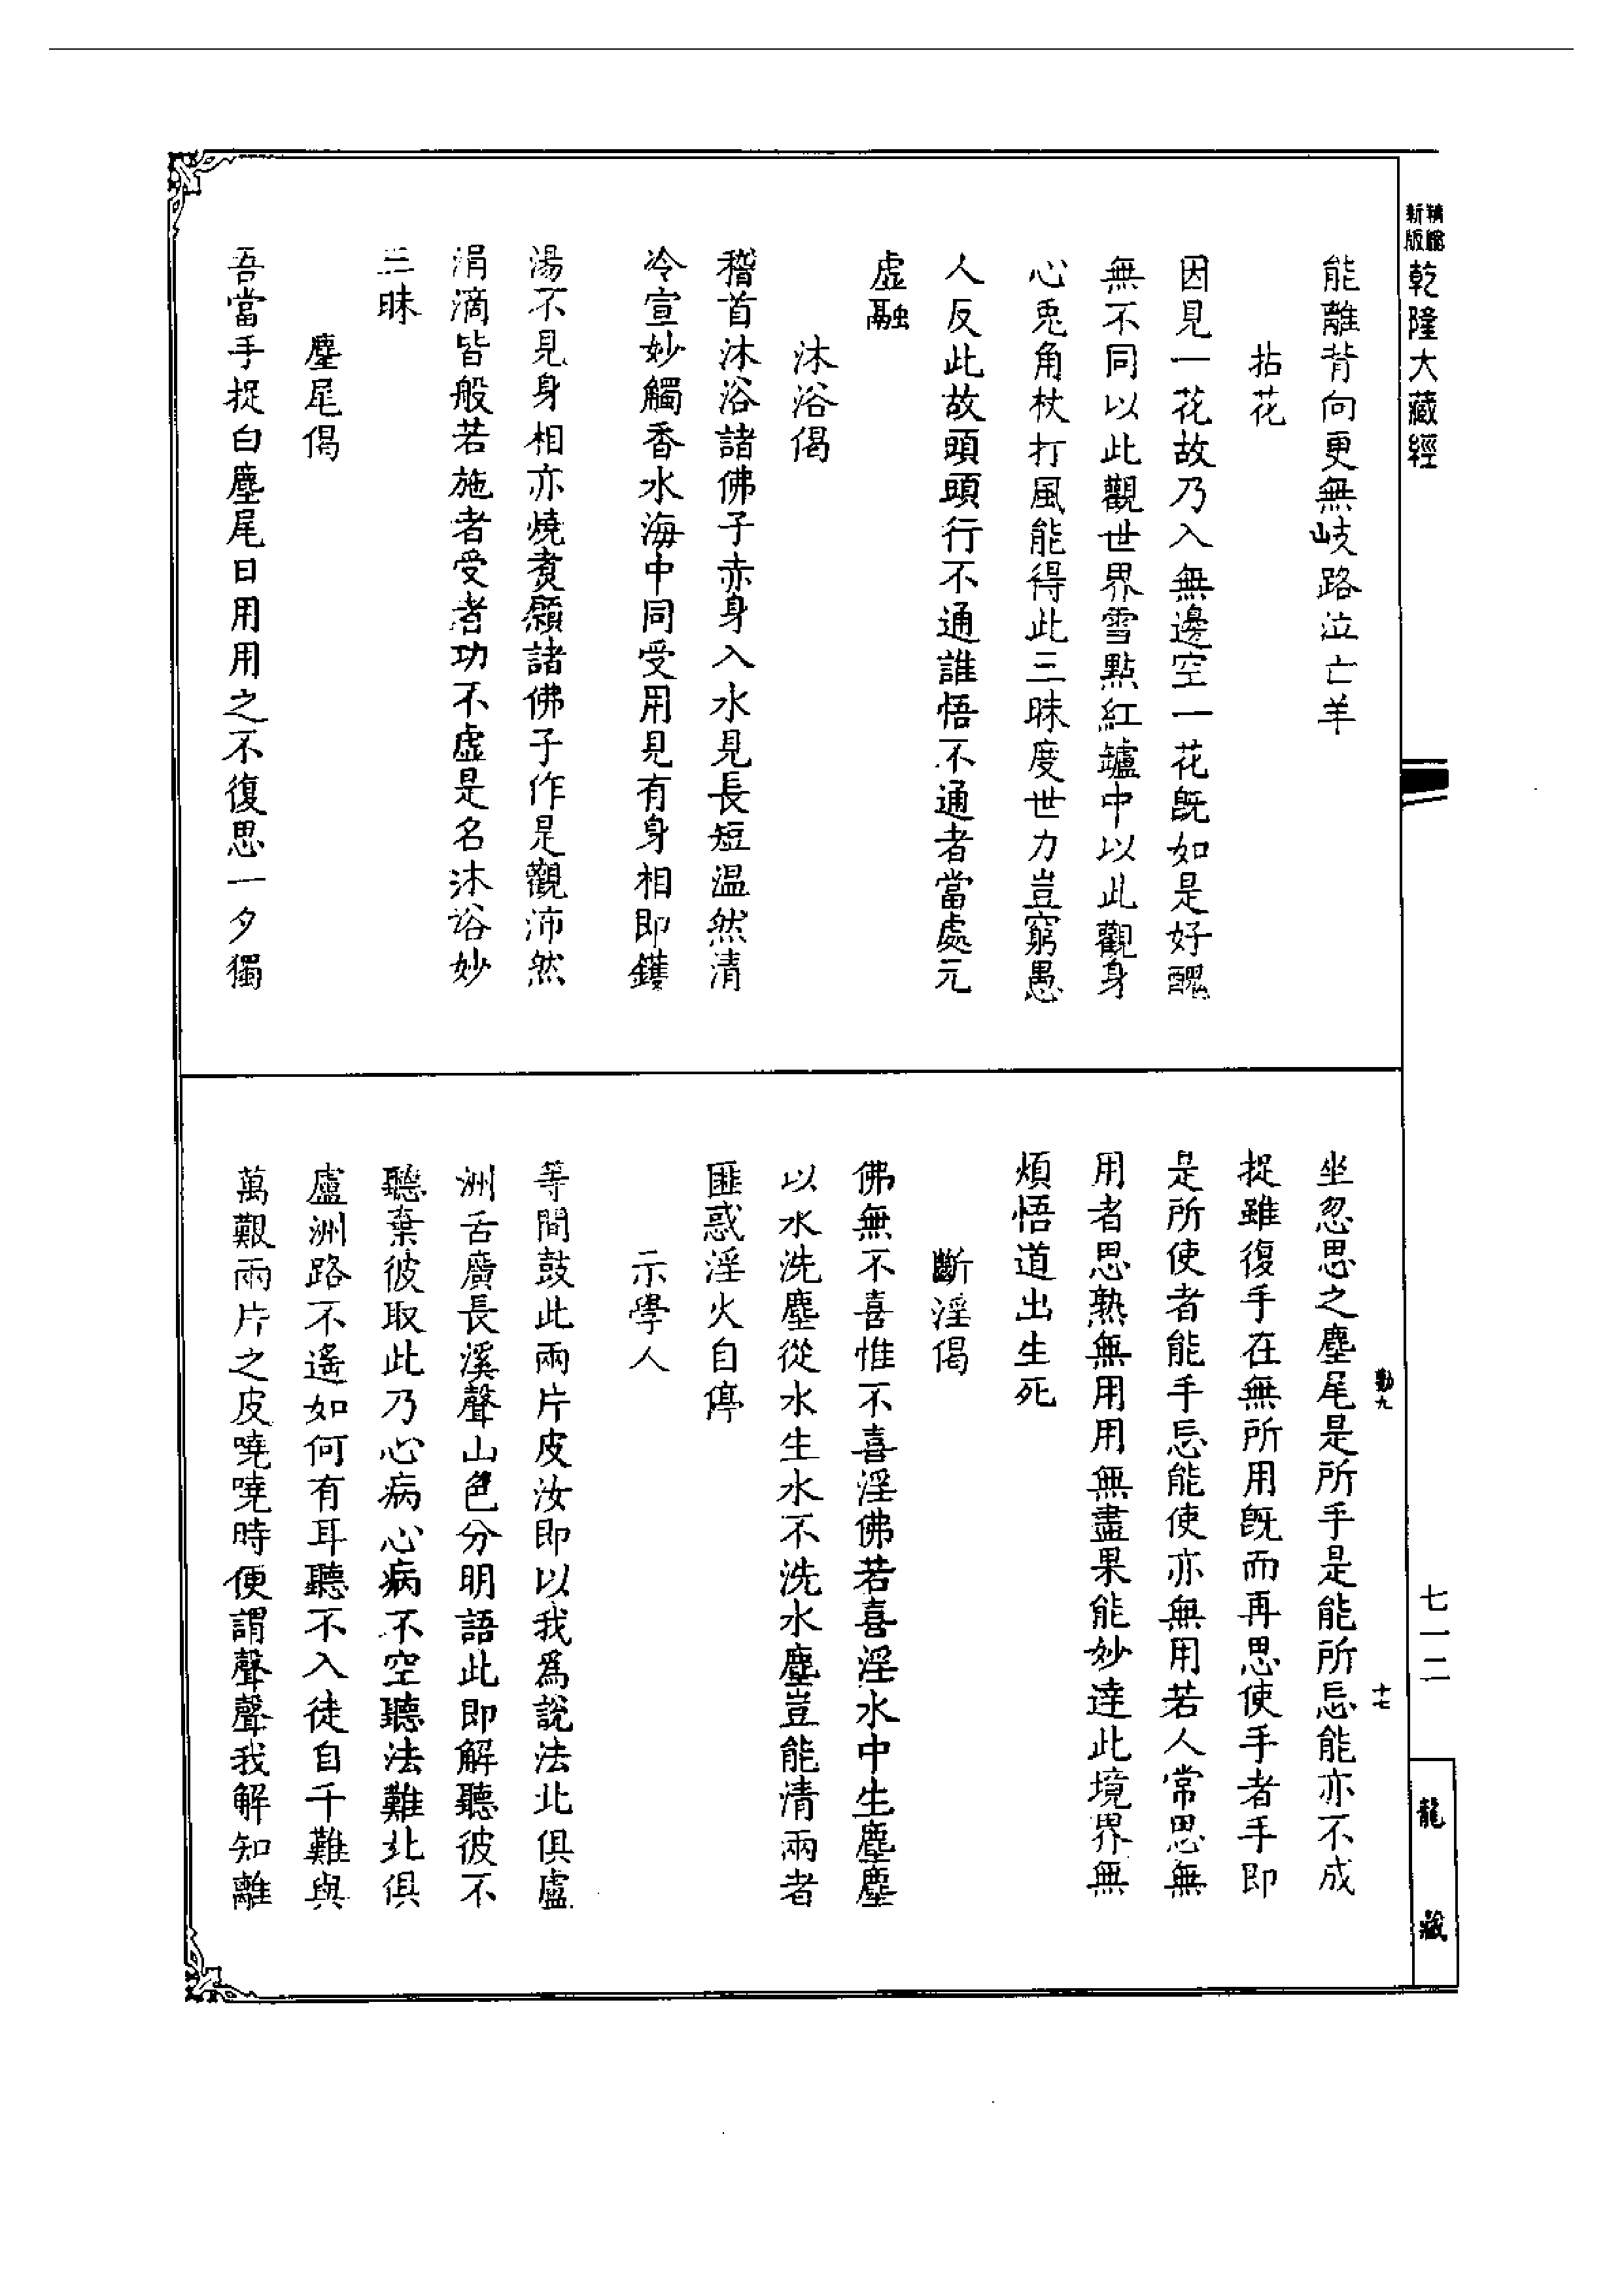 乾隆大藏經
能離背向更無岐路泣亡羊
拈花
因見一花故乃入無邊空一花既如是好醜
無不同以此觀世界雪點紅罏中以此觀身
心兎角杖打風能得此三昧度世力豈窮愚
人反此故頭頭行不通誰悟不通者當處元
虛融
沐浴偈
稽首沐浴諸佛子赤身入水見長短温然清
冷宣妙觸香水海中同受用見有身相即鑊
湯不見身相亦燒煑願諸佛子作是觀沛然
涓滴皆般若施者受者功不虛是名沐浴妙
三昧
麈尾偈
吾當手捉白麈尾日用用之不復思一夕獨
坐忽思之麈尾是所手是能所忘能亦不成
捉雖復手在無所用既而再思使手者手即
是所使者能手忘能使亦無用若人常思無
用者思熟無用用無盡果能妙達此境界無
煩悟道出生死
斷淫偈
佛無不喜惟不喜淫佛若喜淫水中生塵塵
以水洗塵從水生水不洗水塵豈能清兩者
匪惑淫火自停
示學人
等間鼓此兩片皮汝即以我爲說法北俱盧
洲舌廣長溪聲山色分明語此即解聽彼不
聽棄彼取此乃心病心病不空聽法難北俱
盧洲路不遙如何有耳聽不入徒自千難與
萬艱兩片之皮嘵嘵時便謂聲聲我解知離
勤九
十七
七一二
龍藏